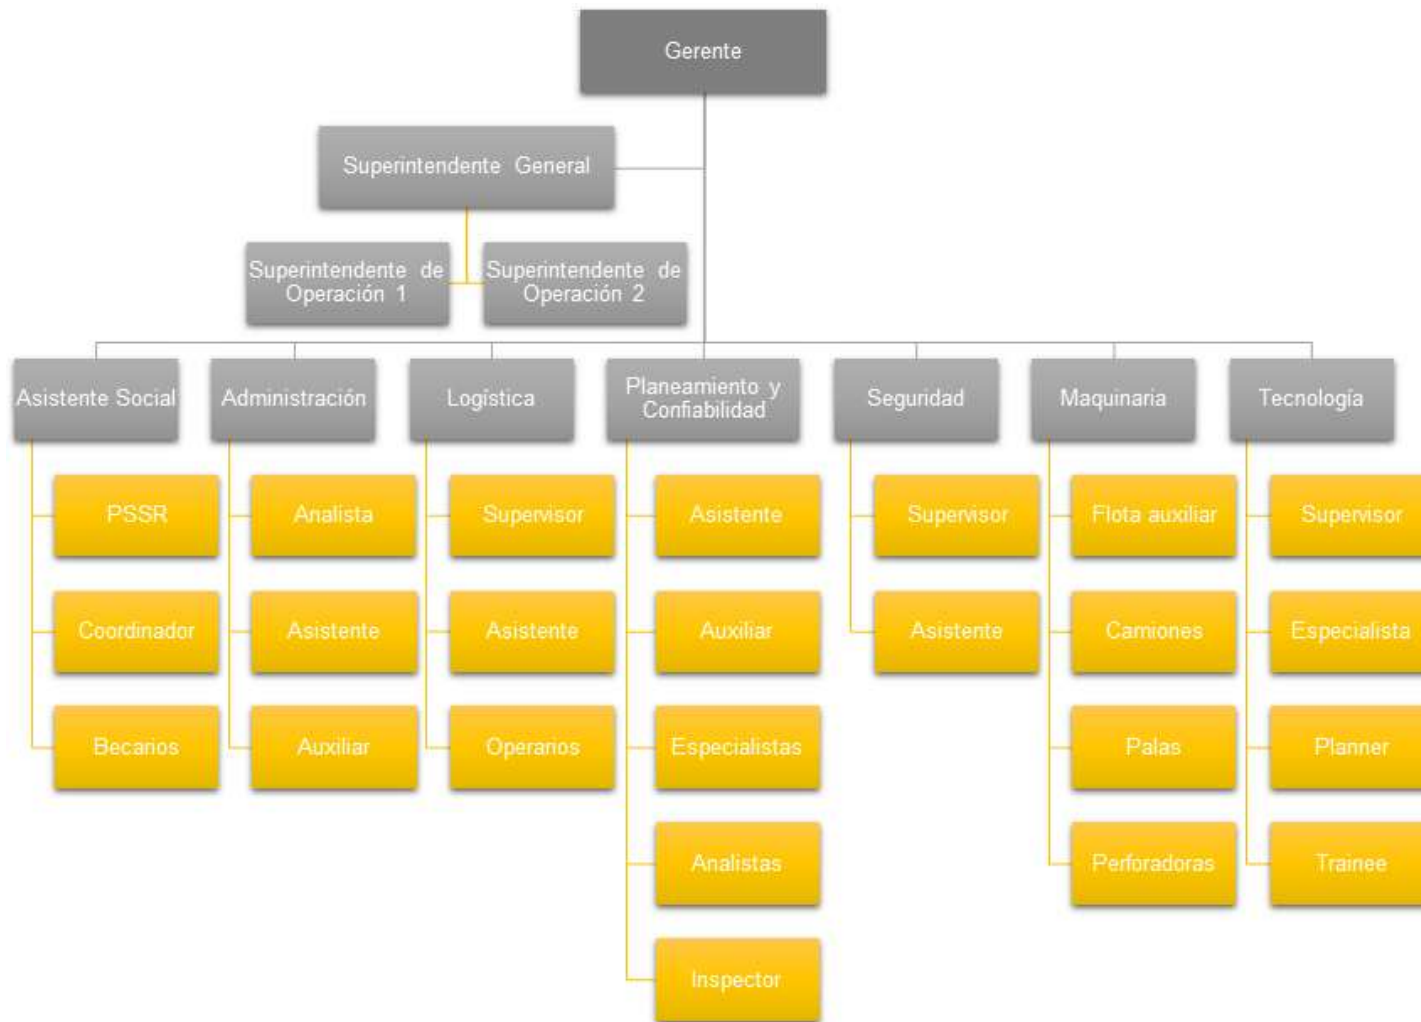 Gerente
Superintendente General
Superintendente de
Operación 1
Superintendente de
Operación 2
Asistente Social
Administración
Logística
Planeamiento y
Confiabilidad
Seguridad
Maquinaria
Tecnología
PSSR
Analista
Supervisor
Asistente
Supervisor
Flota auxiliar
Supervisor
Coordinador
Asistente
Asistente
Auxiliar
Asistente
Camiones
Especialista
Becarios
Auxiliar
Operarios
Especialistas
Palas
Planner
Analistas
Perforadoras
Trainee
Inspector